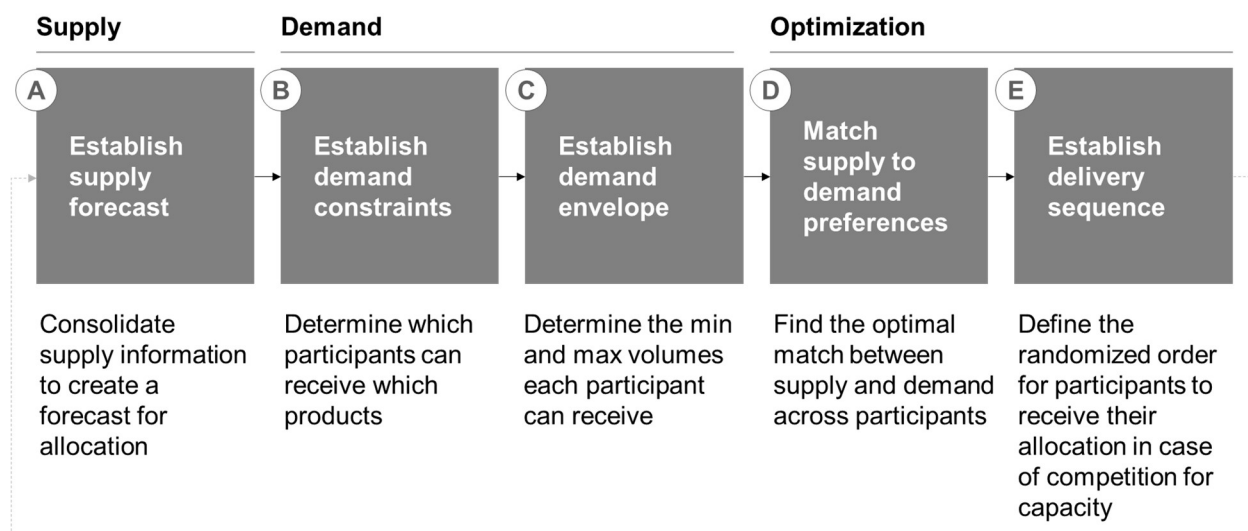 Supply
Demand
Optimization
A
Establish
supply
forecast
B
Establish
demand
constraints
C
Establish
demand
envelope
D
Match
supply to
demand
preferences
E
Establish
delivery
sequence
Consolidate
supply information
to create a
forecast for
allocation
Determine which
participants can
receive which
products
Determine the min
and max volumes
each participant
can receive
Find the optimal
match between
supply and demand
across participants
Define the
randomized order
for participants to
receive their
allocation in case
of competition for
capacity